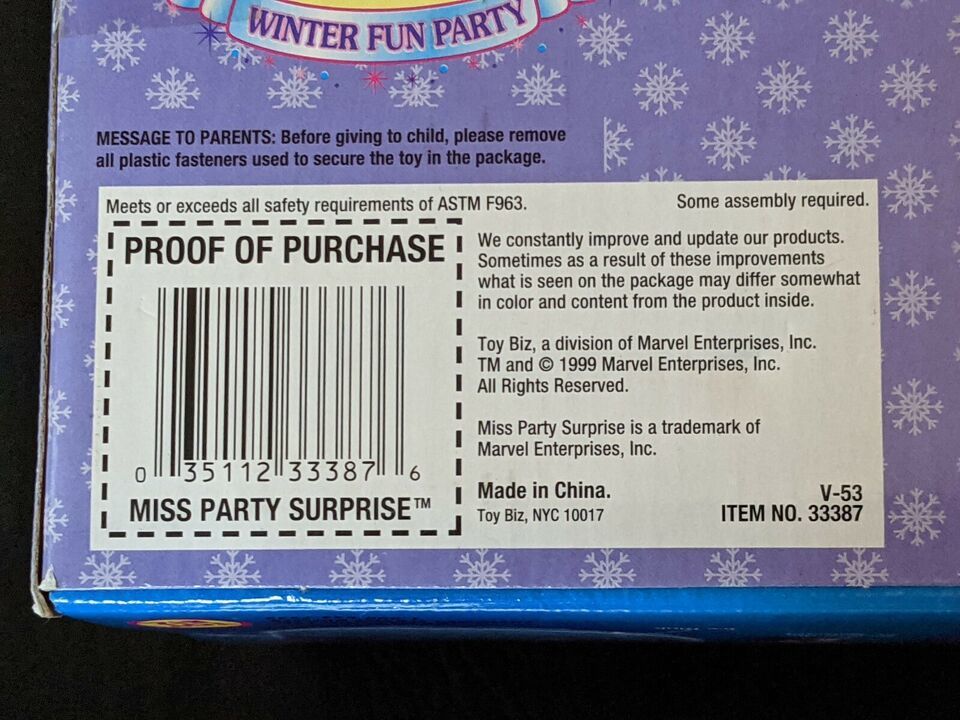 WINTER FUN PARTY
MESSAGE TO PARENTS: Before giving to child, please remove
all plastic fasteners used to secure the toy in the package.
Meets or exceeds all safety requirements of ASTM F963.
Some assembly required.
PROOF OF PURCHASE
0 35112 33387 6
MISS PARTY SURPRISE™
We constantly improve and update our products.
Sometimes as a result of these improvements
what is seen on the package may differ somewhat
in color and content from the product inside.
Toy Biz, a division of Marvel Enterprises, Inc.
TM and © 1999 Marvel Enterprises, Inc.
All Rights Reserved.
Miss Party Surprise is a trademark of
Marvel Enterprises, Inc.
Made in China.
Toy Biz, NYC 10017
V-53
ITEM NO. 33387